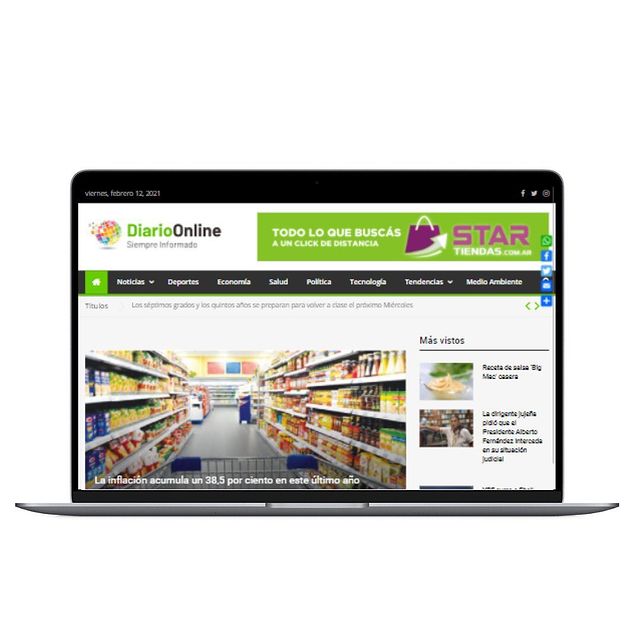 viernes, febrero 12, 2021
DiarioOnline
Siempre Informado
TODO LO QUE BUSCÁS
A UN CLICK DE DISTANCIA
STAR
TIENDAS.COM.AR
Noticias Deportes Economía Salud Política Tecnología Tendencias Medio Ambiente
Títulos
Los séptimos grados y los quintos años se preparan para volver a clase el próximo Miércoles
La inflación acumula un 38,5 por ciento en este último año
Más vistos
Receta de salsa 'Big
Mac' casera
La dirigente jujeña
pidió que el
Presidente Alberto
Fernández interceda
en su situación
judicial